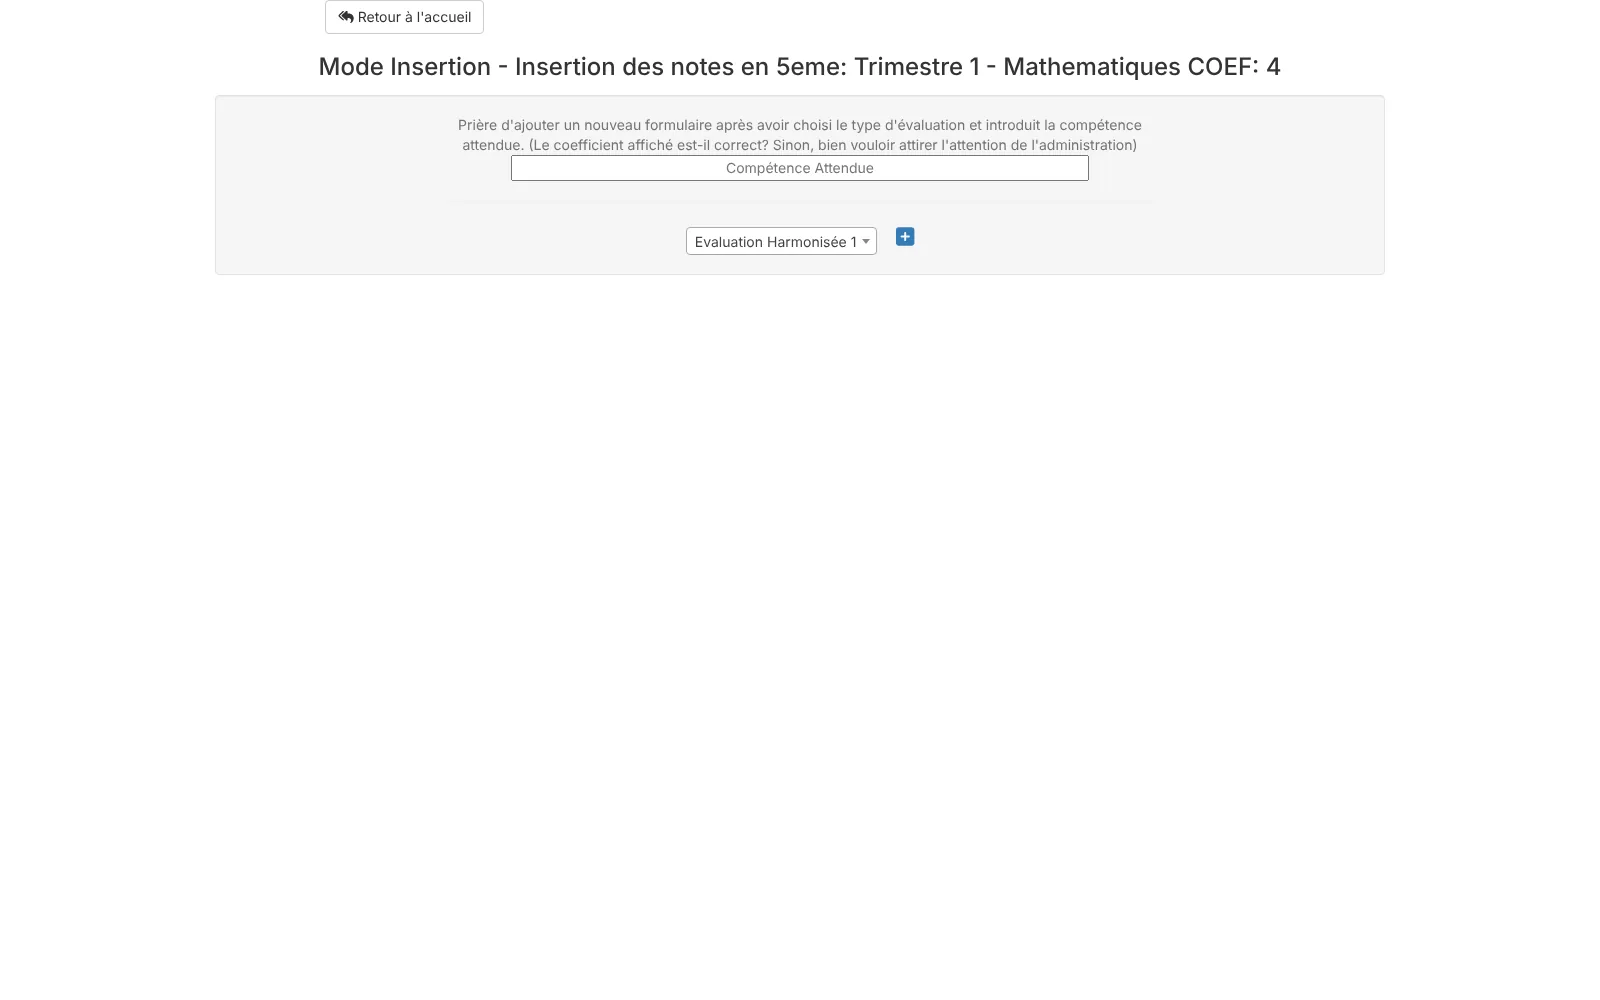 Retour à l'accueil
Mode Insertion - Insertion des notes en 5eme: Trimestre 1 - Mathematiques COEF: 4
Prière d'ajouter un nouveau formulaire après avoir choisi le type d'évaluation et introduit la compétence
attendue. (Le coefficient affiché est-il correct? Sinon, bien vouloir attirer l'attention de l'administration)
Compétence Attendue
Evaluation Harmonisée 1